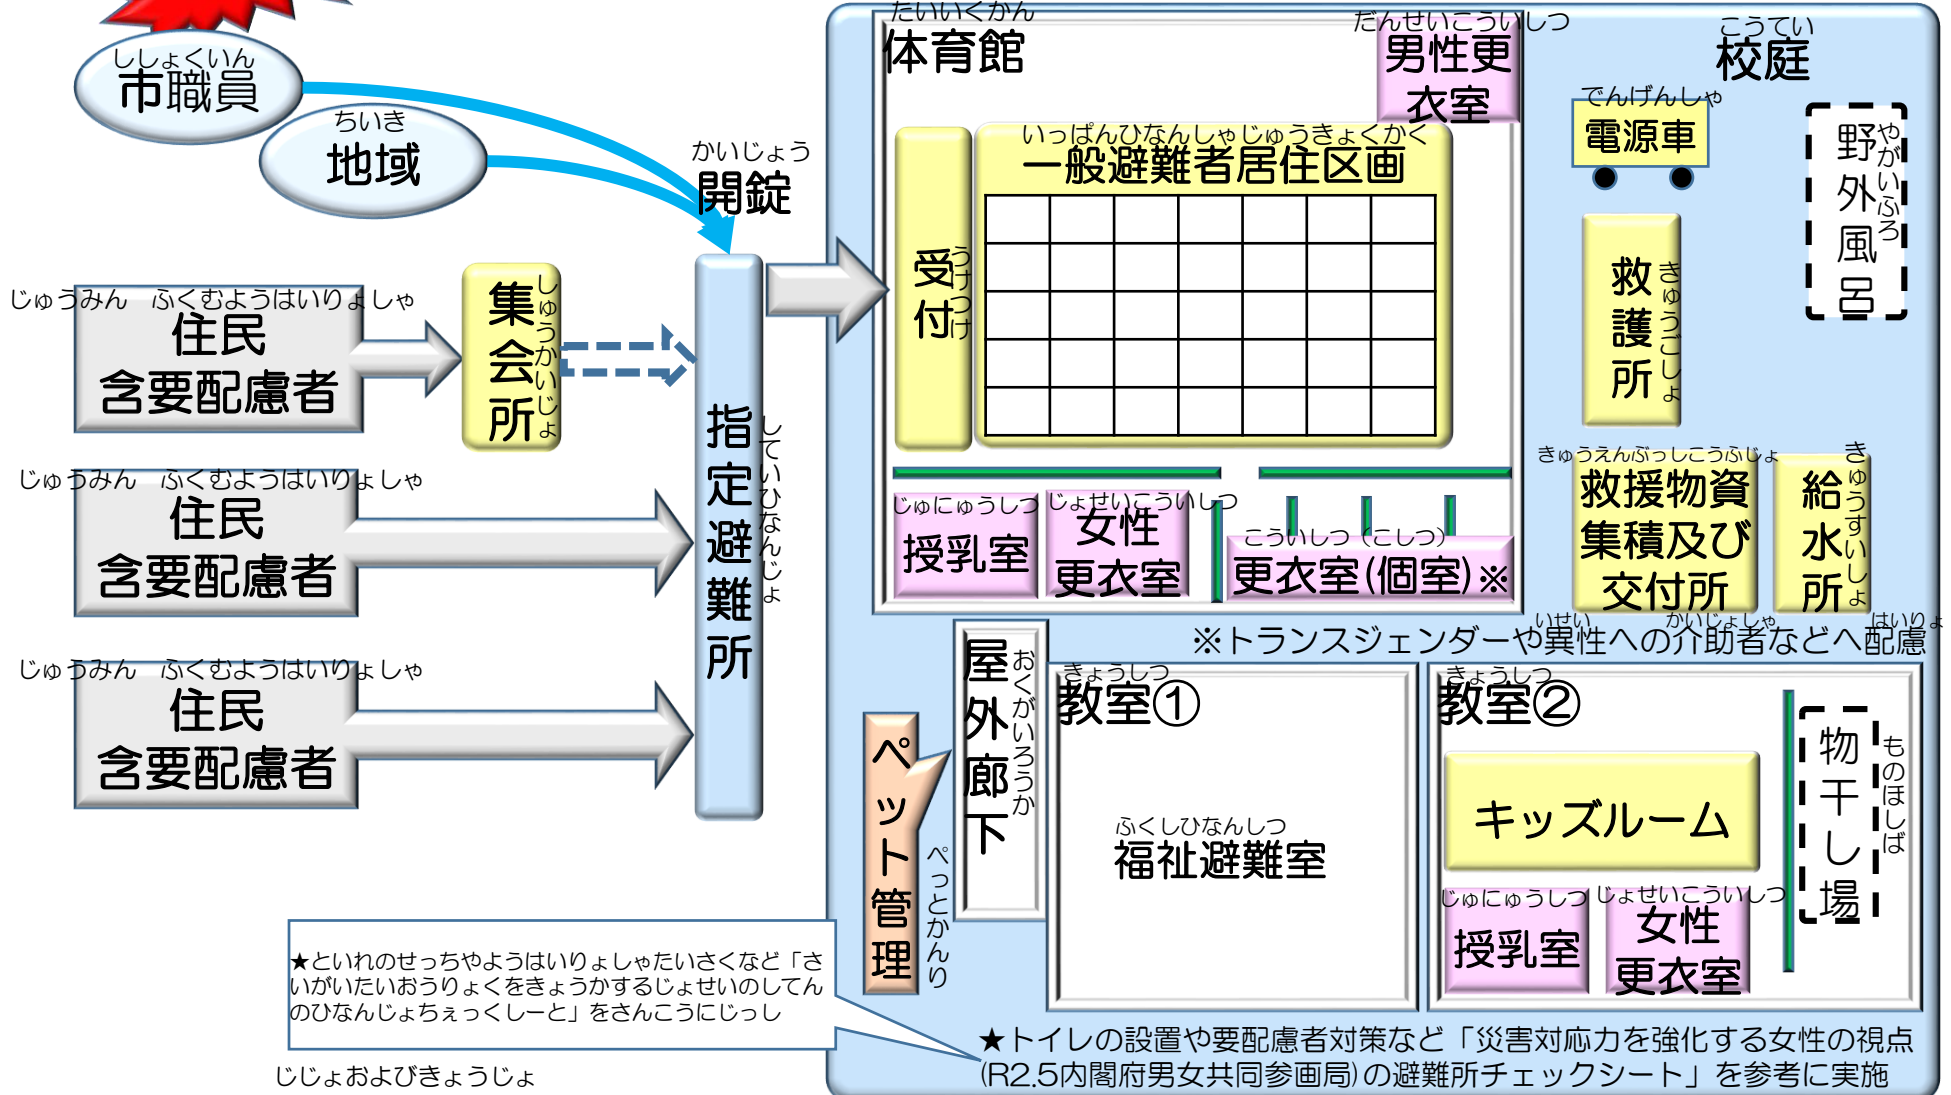 ししょくいん
市職員
ちいき
地域
かいじょう
開錠
じゅうみん　ふくむようはいりょしゃ
住民
含要配慮者
集会所
しゅうかいじょ
じゅうみん　ふくむようはいりょしゃ
住民
含要配慮者
じゅうみん　ふくむようはいりょしゃ
住民
含要配慮者
指定避難所
していひなんじょ
たいいくかん
体育館
だんせいこういしつ
男性更
衣室
いっぱんひなんしゃじゅうきょくかく
一般避難者居住区画
受付
うけつけ
じゅにゅうしつ
授乳室
じょせいこういしつ
女性
更衣室
こういしつ（こしつ）
更衣室(個室)※
こうてい
校庭
でんげんしゃ
電源車
野外風呂
やがいふろ
救護所
きゅうごしょ
きゅうえんぶっしこうふじょ
救援物資
集積及び
交付所
給水所
きゅうすいしょ
いせい　かいじょしゃ　はいりょ
※トランスジェンダーや異性への介助者などへ配慮
屋外廊下
おくがいろうか
ペット管理
ぺっとかんり
きょうしつ
教室①
ふくしひなんしつ
福祉避難室
きょうしつ
教室②
キッズルーム
じゅにゅうしつ
授乳室
じょせいこういしつ
女性
更衣室
物干し場
ものほしば
★といれのせっちやようはいりょしゃたいさくなど「さ
いがいたいおうりょくをきょうかするじょせいのしてん
のひなんじょちぇっくしーと」をさんこうにじっし
★トイレの設置や要配慮者対策など「災害対応力を強化する女性の視点
(R2.5内閣府男女共同参画局)の避難所チェックシート」を参考に実施
じじょおよびきょうじょ